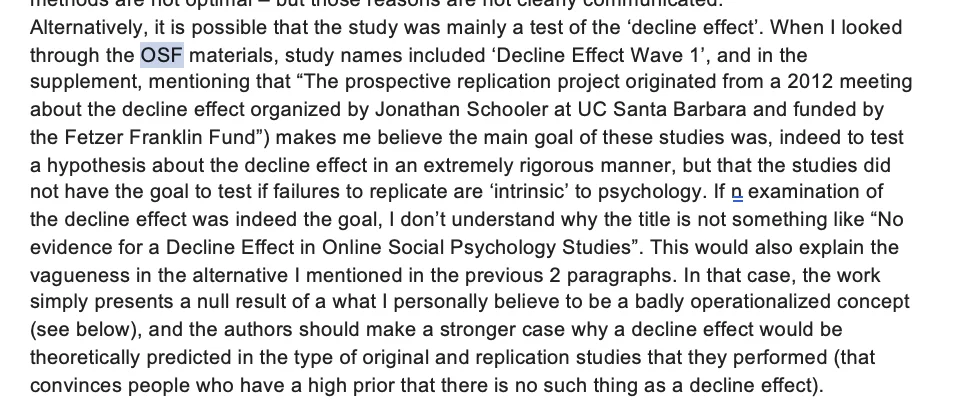 methods are not optimal – but those reasons are not clearly communicated.
Alternatively, it is possible that the study was mainly a test of the ‘decline effect’. When I looked
through the OSF materials, study names included ‘Decline Effect Wave 1’, and in the
supplement, mentioning that “The prospective replication project originated from a 2012 meeting
about the decline effect organized by Jonathan Schooler at UC Santa Barbara and funded by
the Fetzer Franklin Fund”) makes me believe the main goal of these studies was, indeed to test
a hypothesis about the decline effect in an extremely rigorous manner, but that the studies did
not have the goal to test if failures to replicate are ‘intrinsic’ to psychology. If n examination of
the decline effect was indeed the goal, I don’t understand why the title is not something like “No
evidence for a Decline Effect in Online Social Psychology Studies”. This would also explain the
vagueness in the alternative I mentioned in the previous 2 paragraphs. In that case, the work
simply presents a null result of a what I personally believe to be a badly operationalized concept
(see below), and the authors should make a stronger case why a decline effect would be
theoretically predicted in the type of original and replication studies that they performed (that
convinces people who have a high prior that there is no such thing as a decline effect).